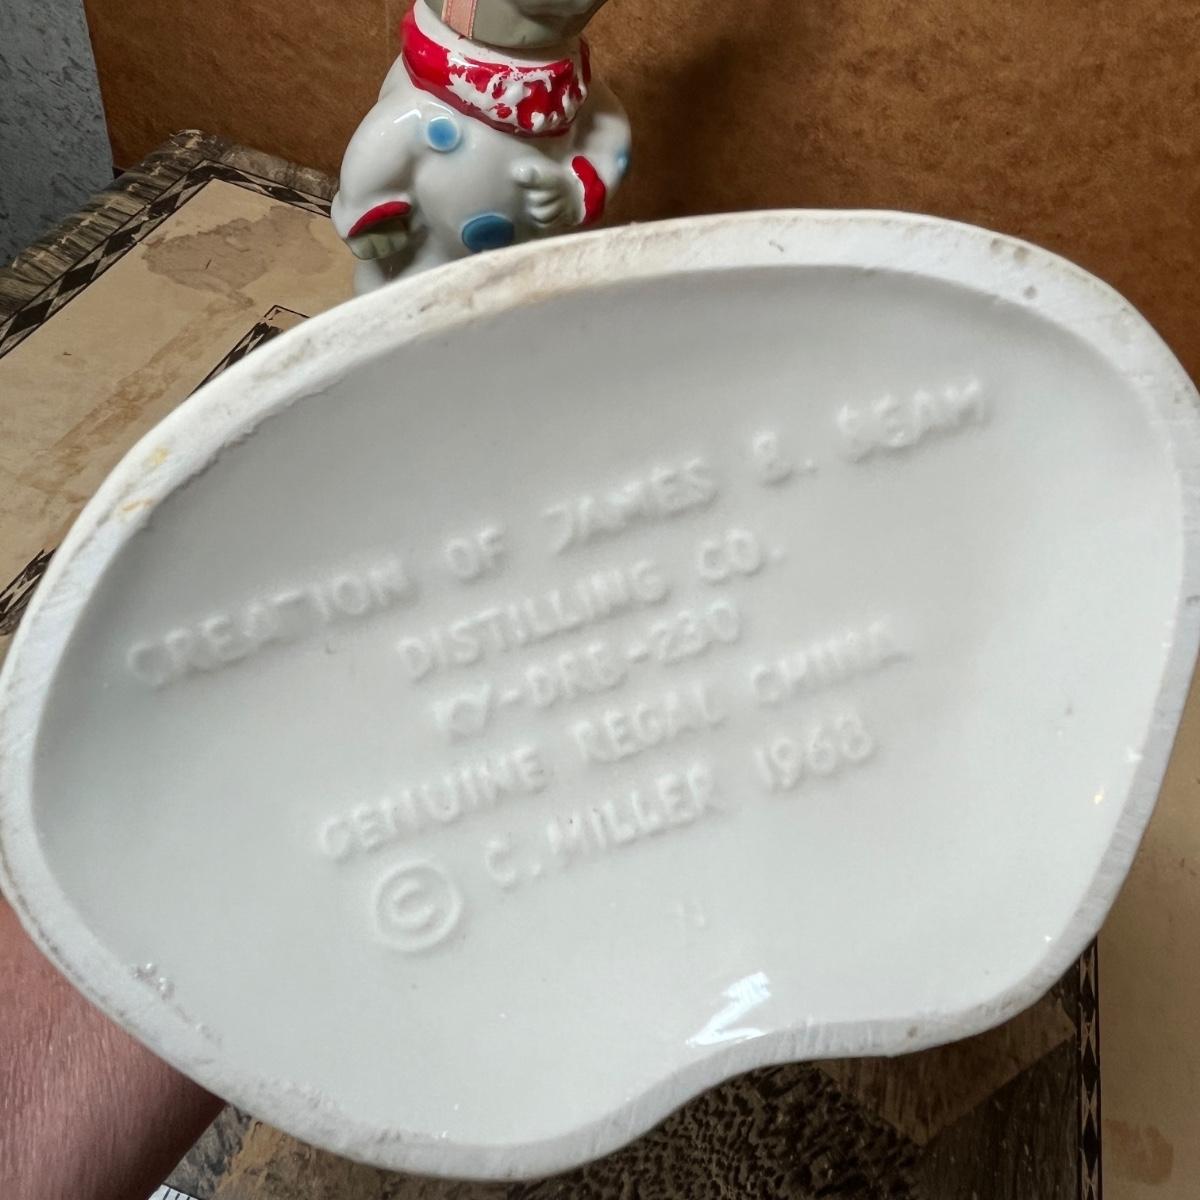 CREATION OF JAMES B. BEAM
DISTILLING CO.
KY-DRB-230
GENUINE REGAL CHINA
© C. MILLER 1968